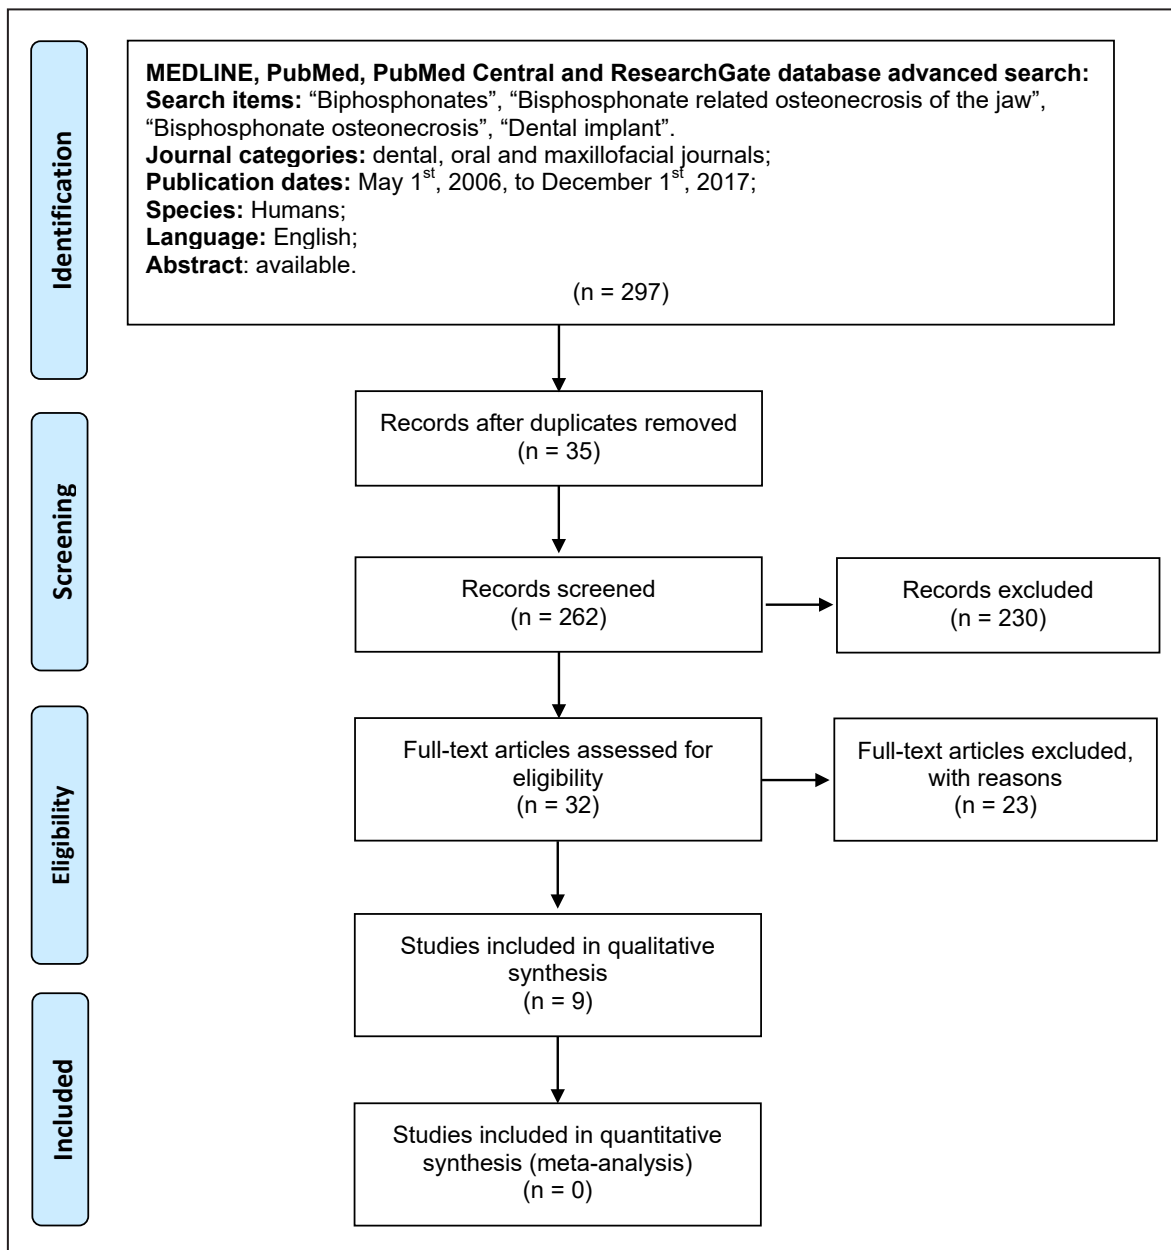 Identification
MEDLINE, PubMed, PubMed Central and ResearchGate database advanced search:
Search items: “Biphosphonates”, “Bisphosphonate related osteonecrosis of the jaw”,
“Bisphosphonate osteonecrosis”, “Dental implant”.
Journal categories: dental, oral and maxillofacial journals;
Publication dates: May 1st, 2006, to December 1st, 2017;
Species: Humans;
Language: English;
Abstract: available.
(n = 297)
Screening
Records after duplicates removed
(n = 35)
Records screened
(n = 262)
Records excluded
(n = 230)
Eligibility
Full-text articles assessed for
eligibility
(n = 32)
Full-text articles excluded,
with reasons
(n = 23)
Studies included in qualitative
synthesis
(n = 9)
Included
Studies included in quantitative
synthesis (meta-analysis)
(n = 0)